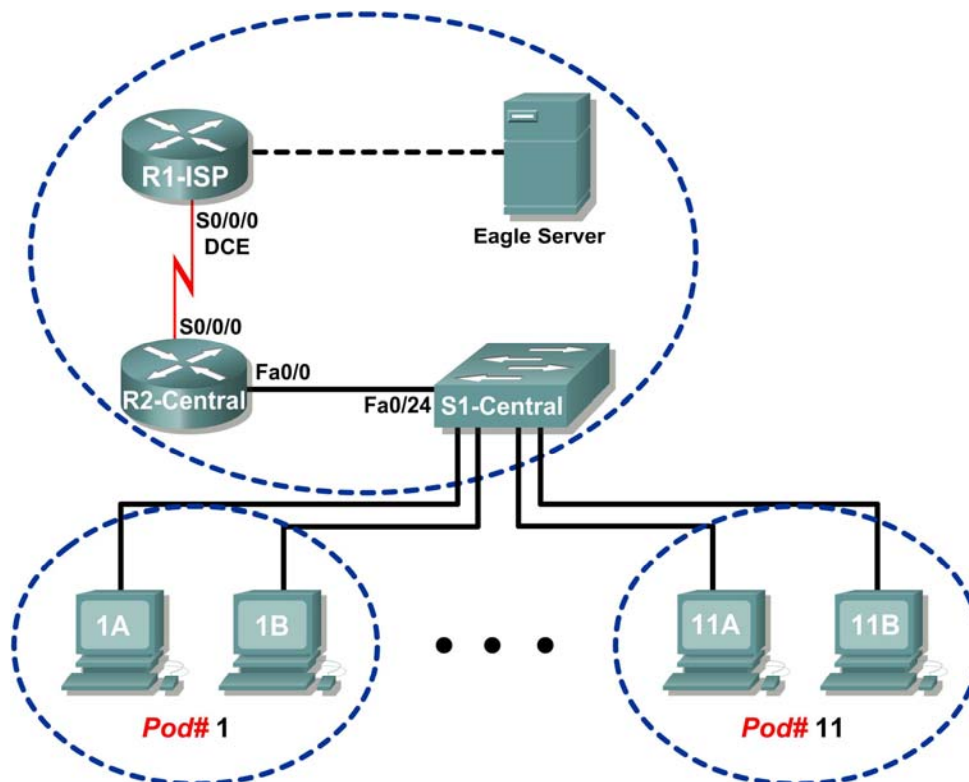 R1-ISP
S0/0/0
DCE
Eagle Server
S0/0/0
R2-Central
Fa0/0
Fa0/24
S1-Central
1A
1B
11A
11B
Pod# 1
Pod# 11